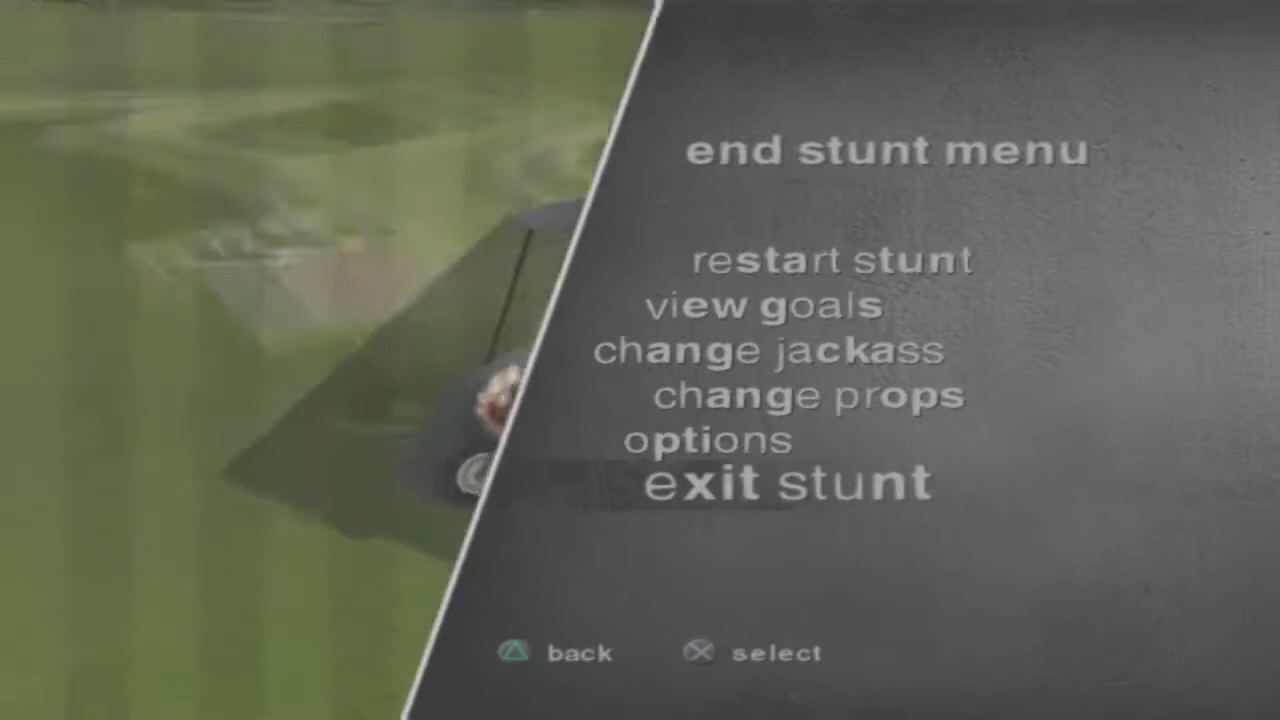 end stunt menu
restart stunt
view goals
change jackass
change props
options
exit stunt
back select